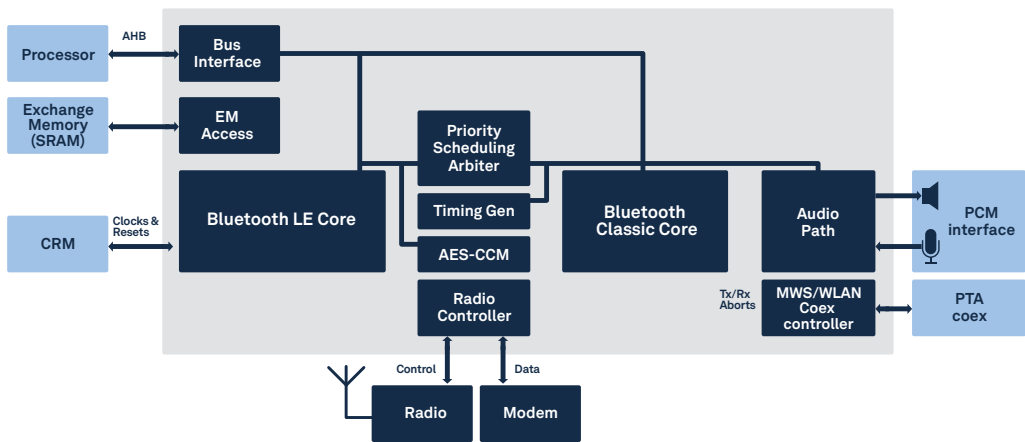 AHB
Processor
Bus
Interface
Exchange
Memory
(SRAM)
EM
Access
Priority
Scheduling
Arbiter
Timing Gen
Bluetooth LE Core
Bluetooth
Classic Core
Audio
Path
PCM
interface
Clocks &
Resets
CRM
AES-CCM
Radio
Controller
Tx/Rx
Aborts
MWS/WLAN
Coex
controller
PTA
coex
Control
Data
Radio
Modem